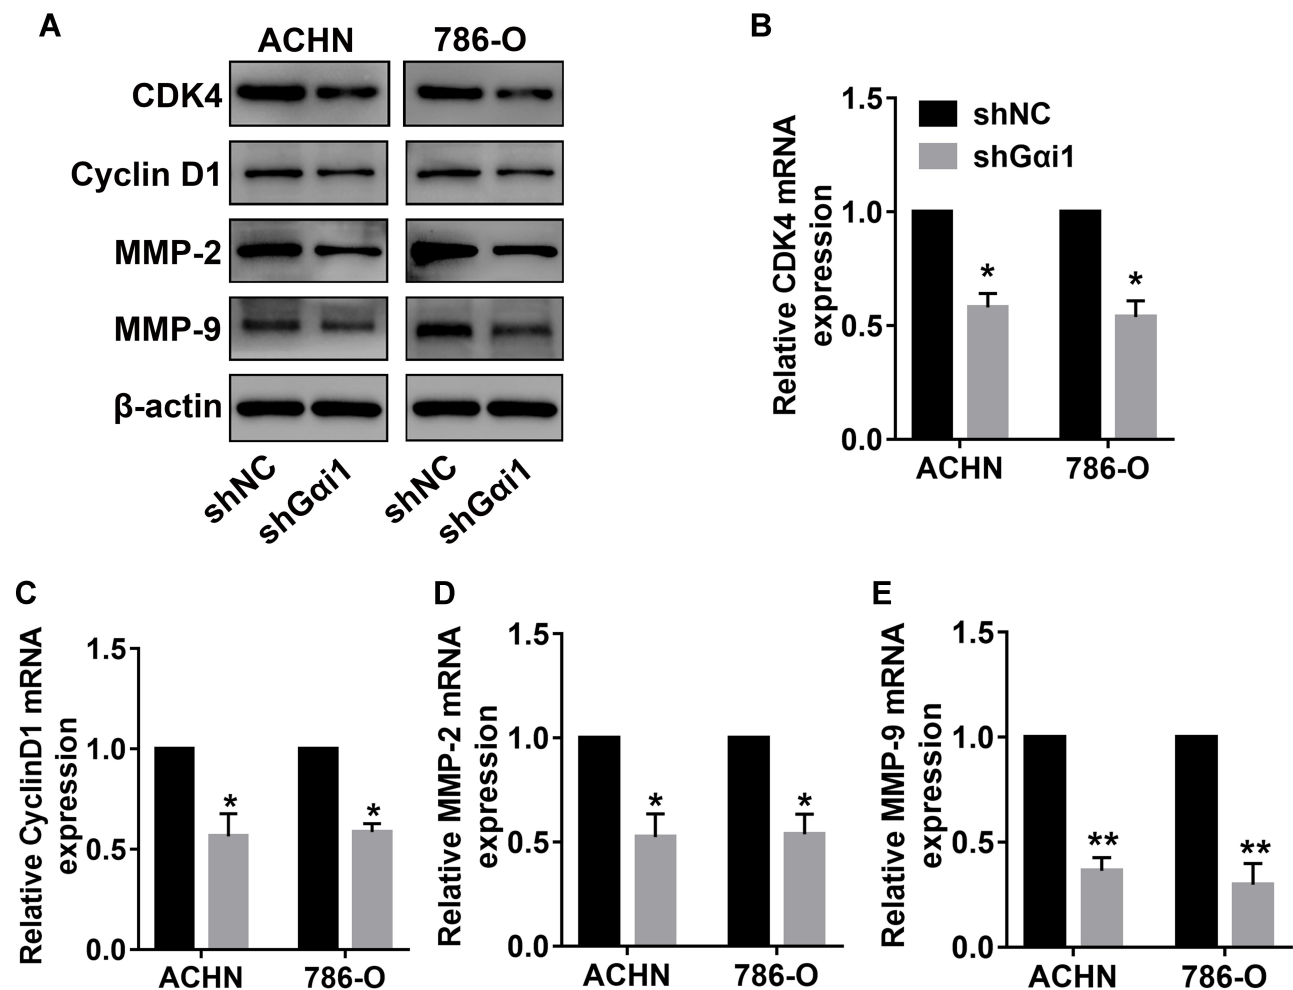 A
ACHN 786-O
CDK4
Cyclin D1
MMP-2
MMP-9
β-actin
shNC shGαi1 shNC shGαi1
B
Relative CDK4 mRNA
expression
1.5
1.0
0.5
0.0
shNC
shGαi1
* *
ACHN 786-O
C
Relative CyclinD1 mRNA
expression
1.5
1.0
0.5
0.0
* *
ACHN 786-O
D
Relative MMP-2 mRNA
expression
1.5
1.0
0.5
0.0
* *
ACHN 786-O
E
Relative MMP-9 mRNA
expression
1.5
1.0
0.5
0.0
** **
ACHN 786-O